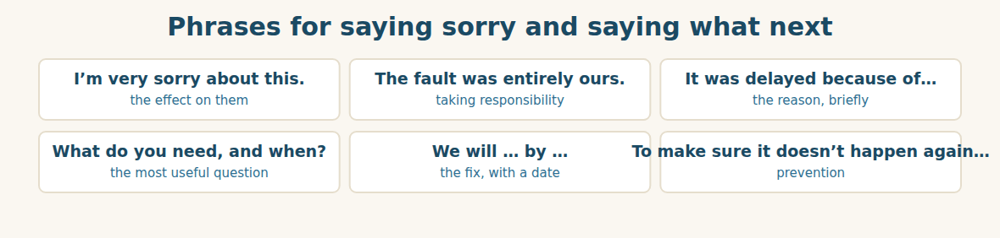 Phrases for saying sorry and saying what next
I’m very sorry about this.
the effect on them
The fault was entirely ours.
taking responsibility
It was delayed because of…
the reason, briefly
What do you need, and when?
the most useful question
We will … by …
the fix, with a date
To make sure it doesn’t happen again…
prevention